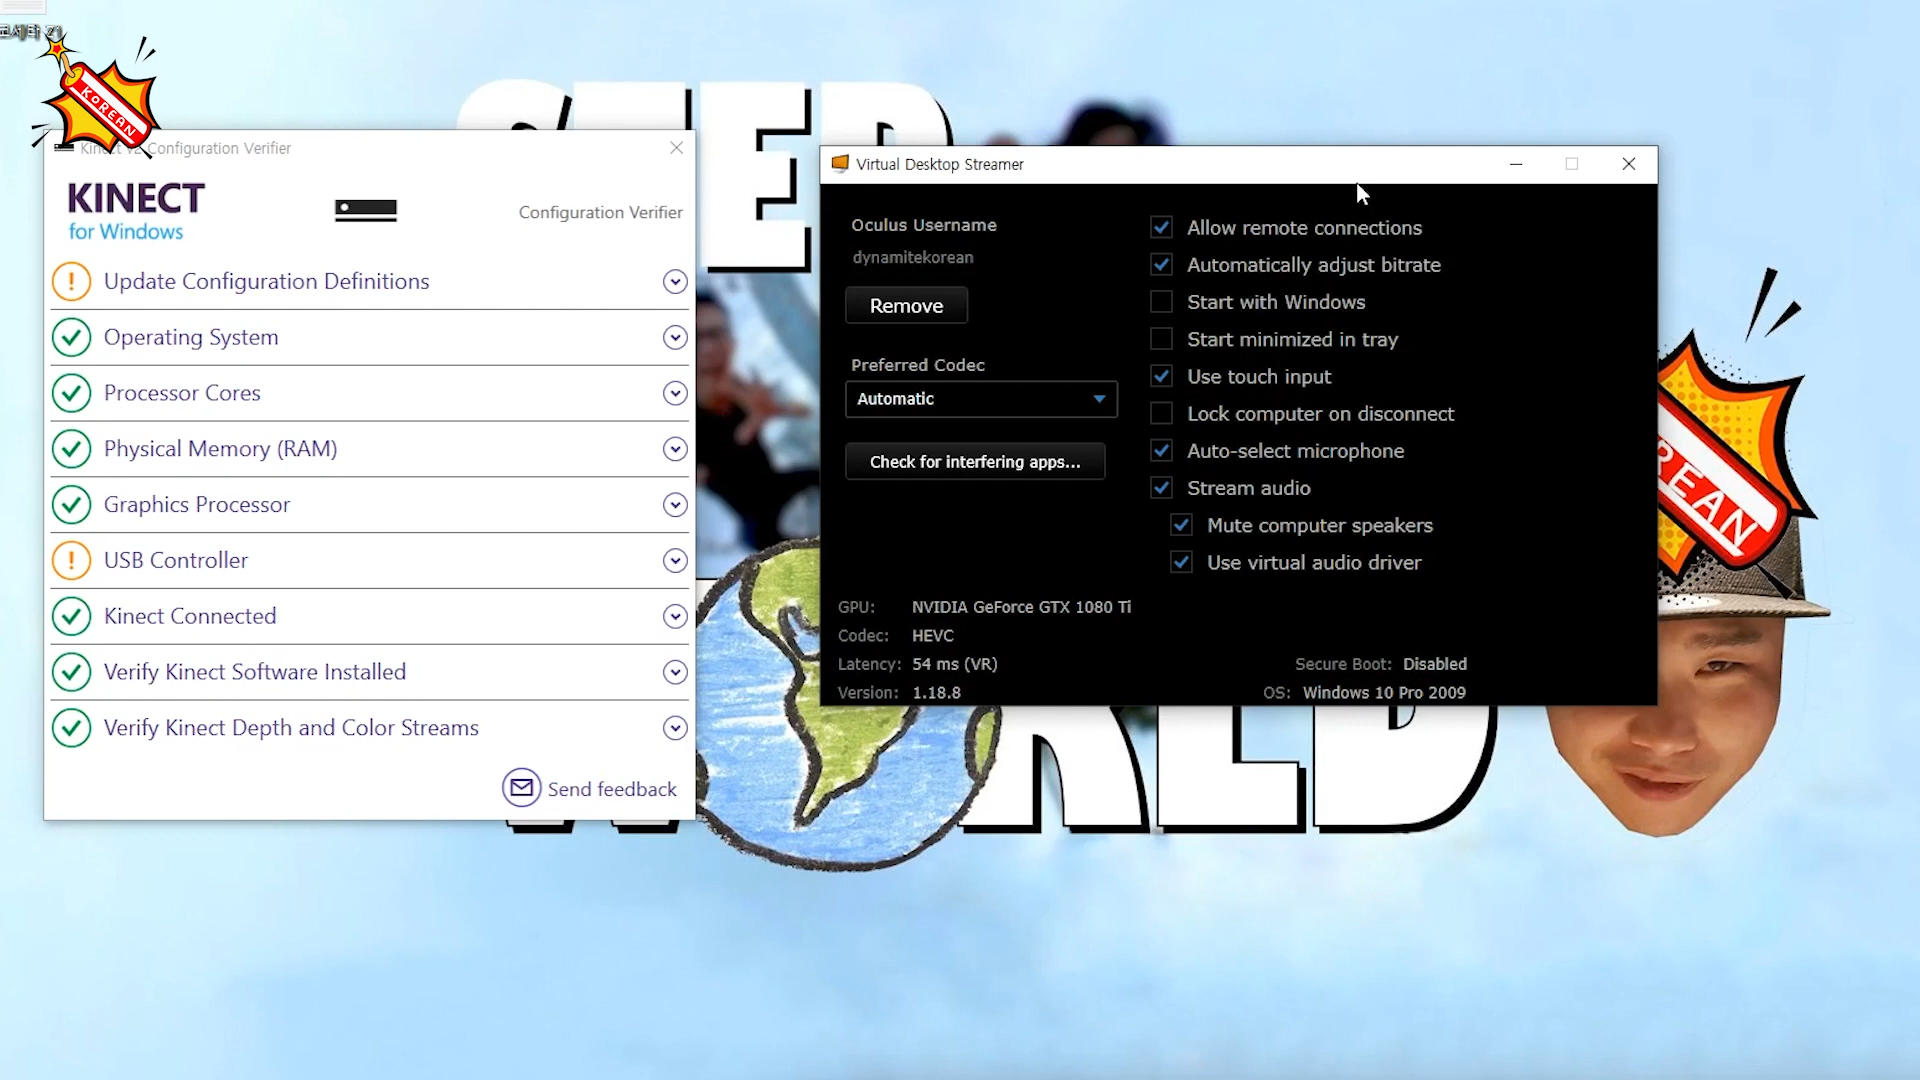 KOREAN
Configuration Verifier
KINECT
for Windows
Configuration Verifier
Update Configuration Definitions
Operating System
Processor Cores
Physical Memory (RAM)
Graphics Processor
USB Controller
Kinect Connected
Verify Kinect Software Installed
Verify Kinect Depth and Color Streams
Send feedback
Virtual Desktop Streamer
Oculus Username
dynamitekorean
Remove
Preferred Codec
Automatic
Check for interfering apps...
Allow remote connections
Automatically adjust bitrate
Start with Windows
Start minimized in tray
Use touch input
Lock computer on disconnect
Auto-select microphone
Stream audio
Mute computer speakers
Use virtual audio driver
GPU: NVIDIA GeForce GTX 1080 Ti
Codec: HEVC
Latency: 54 ms (VR)
Secure Boot: Disabled
Version: 1.18.8
OS: Windows 10 Pro 2009
REAN